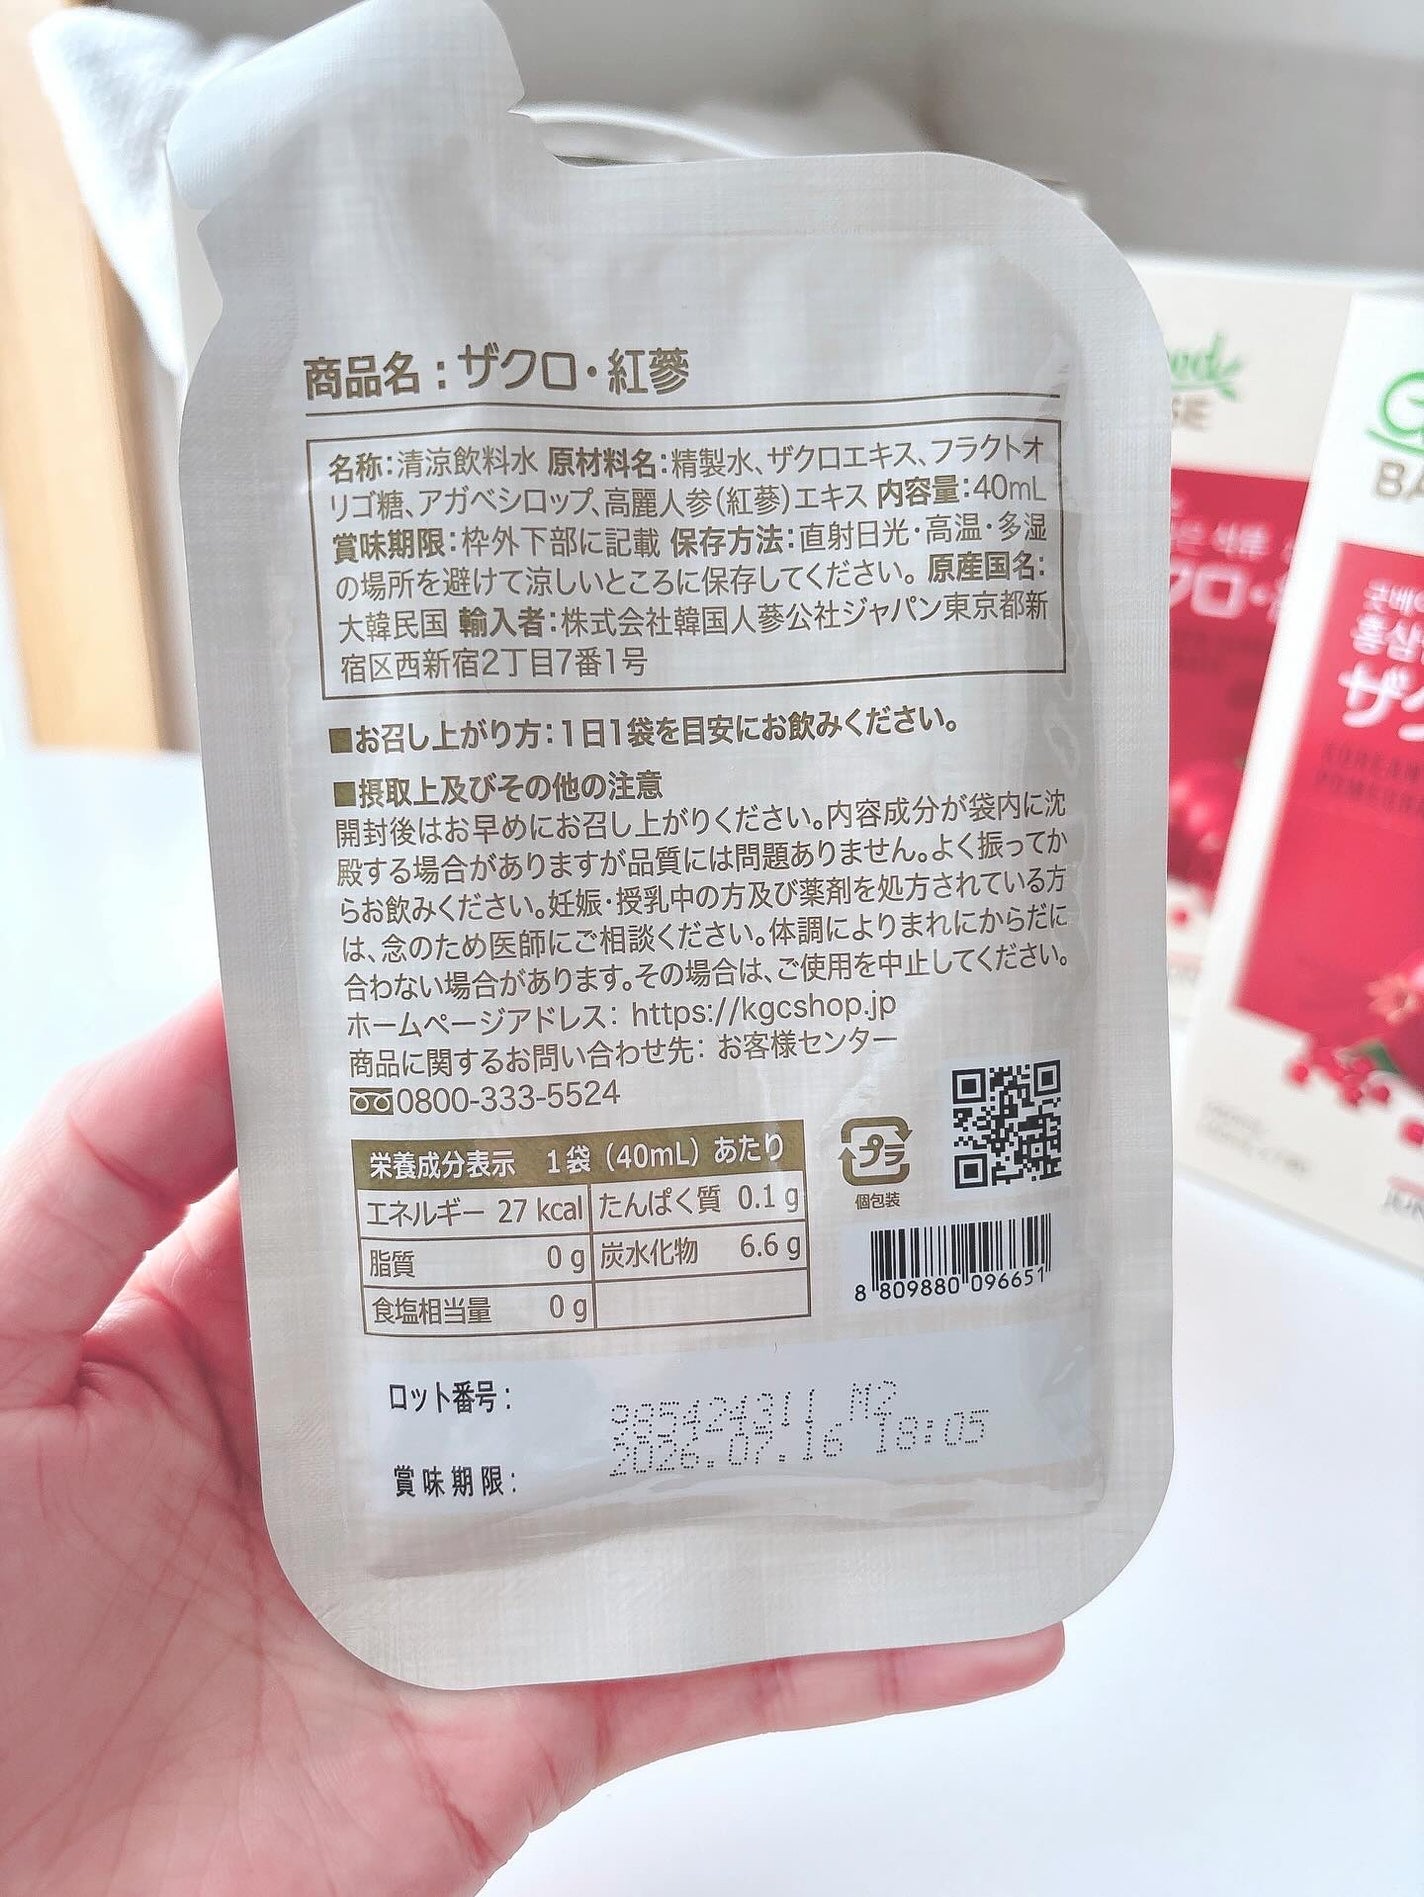 商品名：ザクロ・紅蔘
名称：清涼飲料水 原材料名：精製水、ザクロエキス、フラクトオ
リゴ糖、アガベシロップ、高麗人参（紅蔘）エキス 内容量：40mL
賞味期限：枠外下部に記載 保存方法：直射日光・高温・多湿
の場所を避けて涼しいところに保存してください。 原産国名：
大韓民国 輸入者：株式会社韓国人蔘公社ジャパン東京都新
宿区西新宿2丁目7番1号
■お召し上がり方：1日1袋を目安にお飲みください。
■摂取上及びその他の注意
開封後はお早めにお召し上がりください。内容成分が袋内に沈
殿する場合がありますが品質には問題ありません。よく振ってか
らお飲みください。妊娠・授乳中の方及び薬剤を処方されている方
は、念のため医師にご相談ください。体調によりまれにからだに
合わない場合があります。その場合は、ご使用を中止してください。
ホームページアドレス： https://kgcshop.jp
商品に関するお問い合わせ先： お客様センター
0800-333-5524
栄養成分表示 1袋（40mL）あたり
エネルギー 27 kcal たんぱく質 0.1 g
脂質 0 g 炭水化物 6.6 g
食塩相当量 0 g
プラ
個包装
8 809880 096651
ロット番号： 985424311 M2
2026.07.16 18:05
賞味期限：
BA
홍삼
ザ